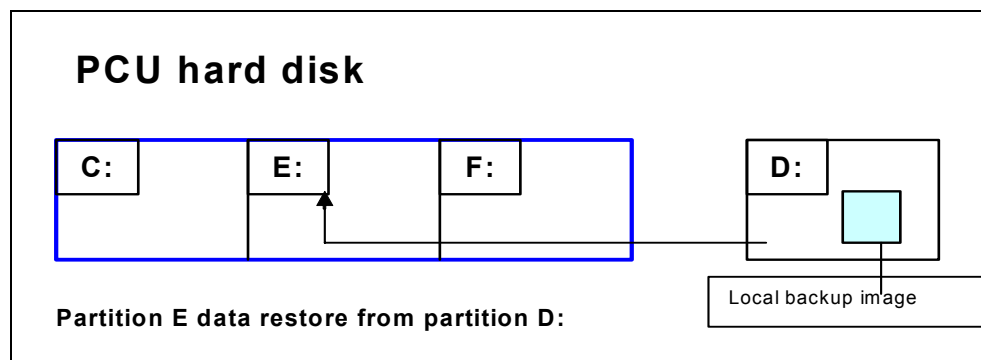 PCU hard disk
C: E: F: D:
Local backup image
Partition E data restore from partition D: